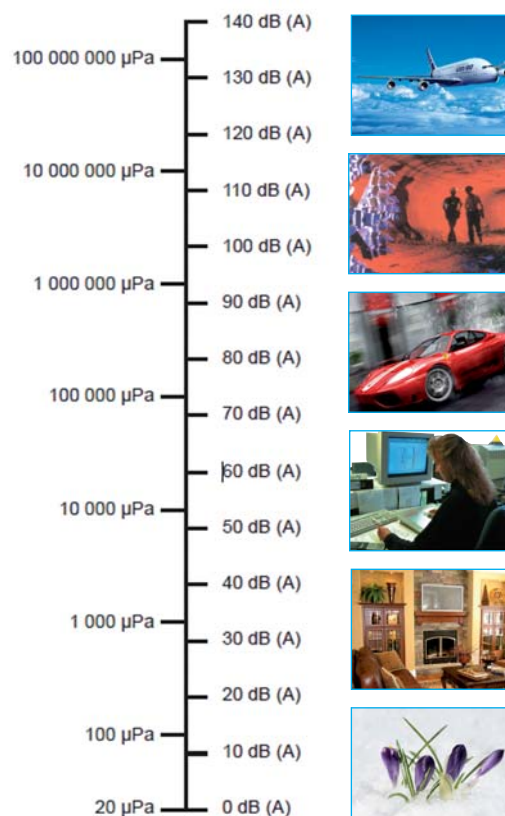 140 dB (A)
100 000 000 µPa
130 dB (A)
120 dB (A)
10 000 000 µPa
110 dB (A)
100 dB (A)
1 000 000 µPa
90 dB (A)
80 dB (A)
100 000 µPa
70 dB (A)
60 dB (A)
10 000 µPa
50 dB (A)
40 dB (A)
1 000 µPa
30 dB (A)
20 dB (A)
100 µPa
10 dB (A)
20 µPa
0 dB (A)